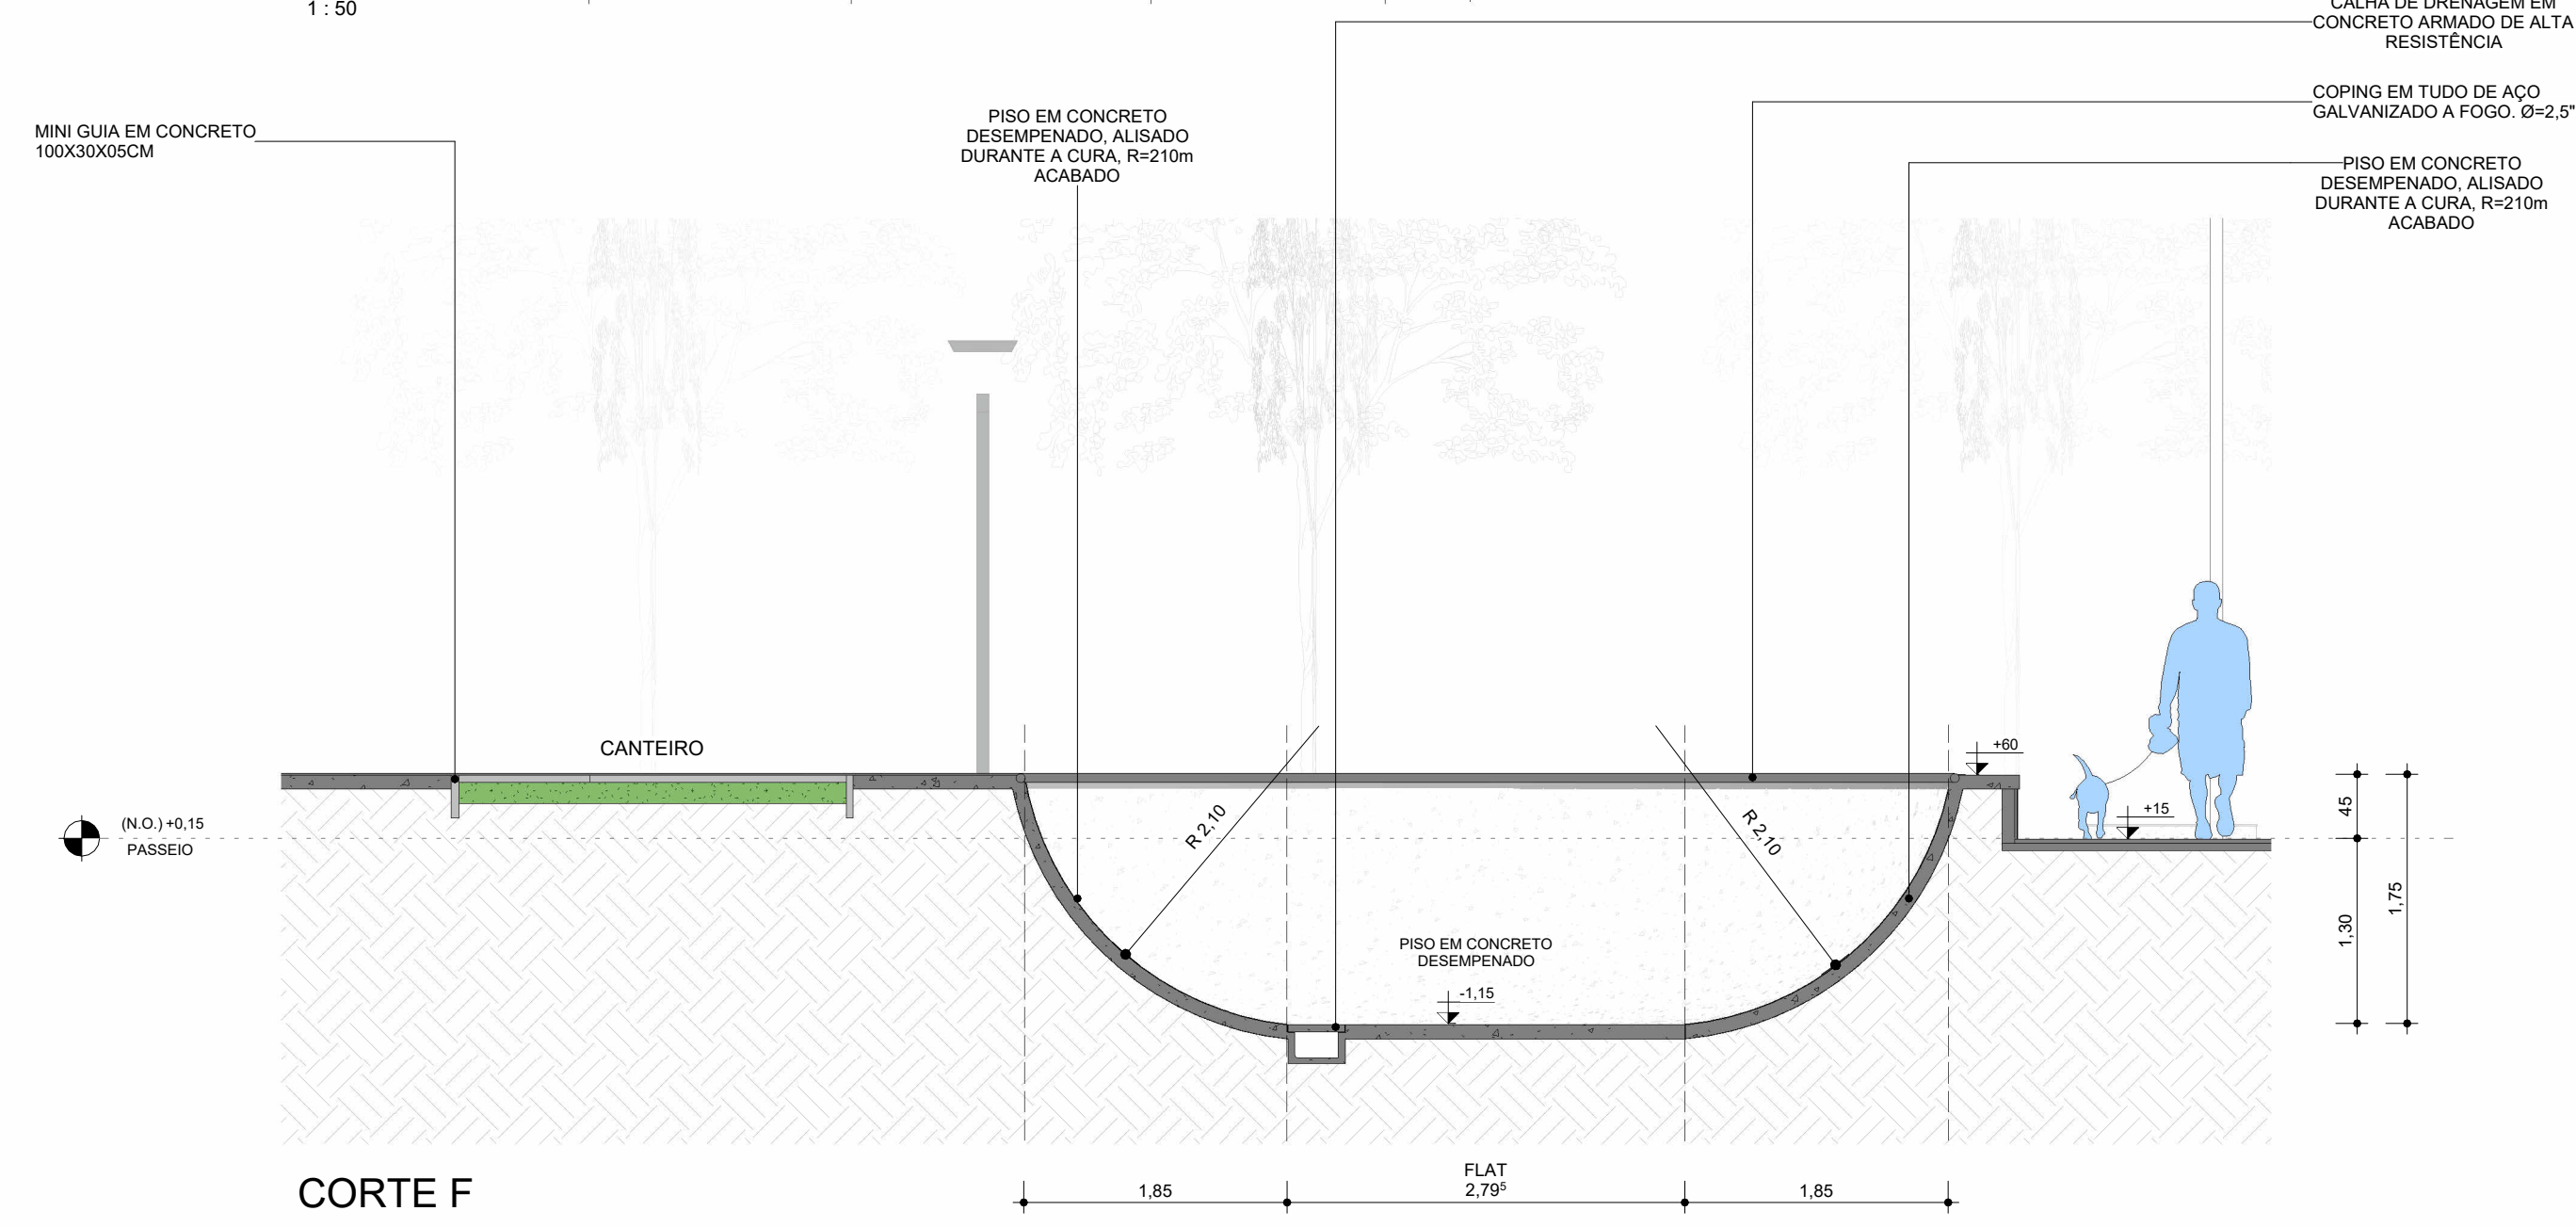 1 : 50
CALHA DE DRENAGEM EM
CONCRETO ARMADO DE ALTA
RESISTÊNCIA
COPING EM TUDO DE AÇO
GALVANIZADO A FOGO. Ø=2,5"
PISO EM CONCRETO
DESEMPENADO, ALISADO
DURANTE A CURA, R=210m
ACABADO
MINI GUIA EM CONCRETO
100X30X05CM
PISO EM CONCRETO
DESEMPENADO, ALISADO
DURANTE A CURA, R=210m
ACABADO
CANTEIRO
+60
+15
(N.O.) +0,15
PASSEIO
R 2,10
R 2,10
45
1,30
1,75
PISO EM CONCRETO
DESEMPENADO
-1,15
CORTE F
1,85
FLAT
2,79⁵
1,85